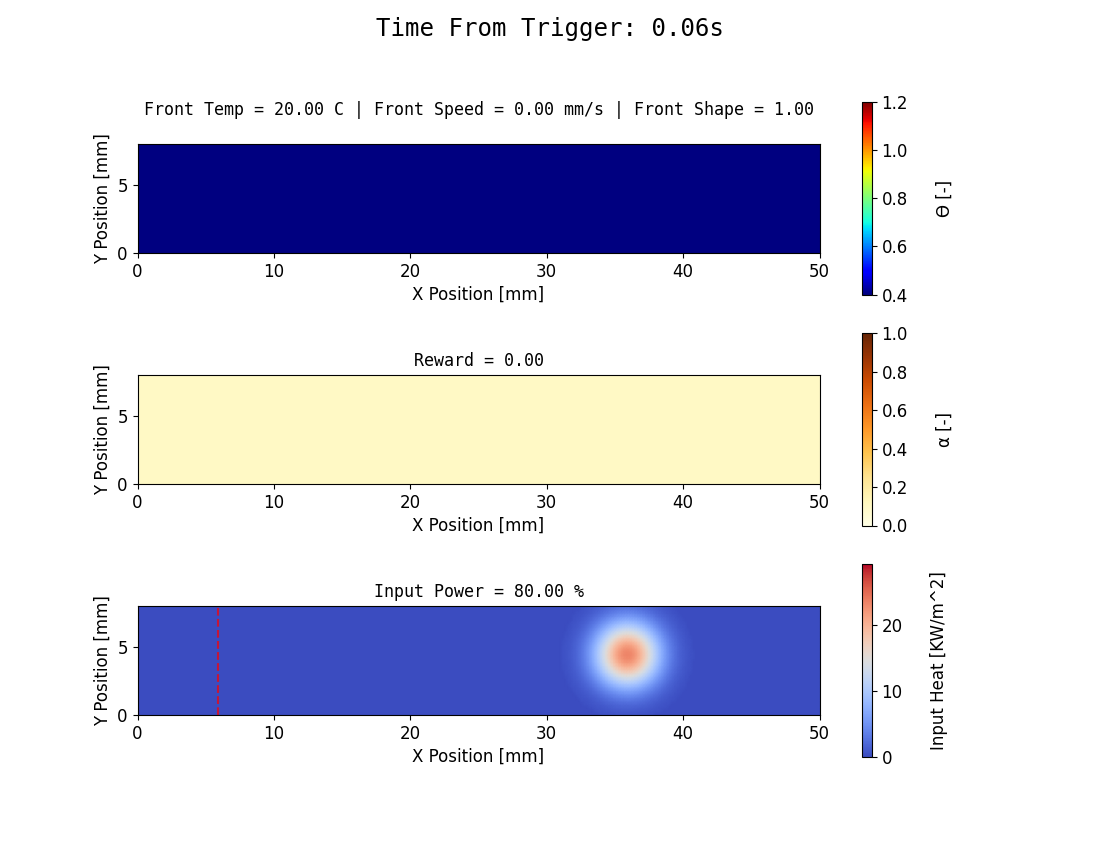 Time From Trigger: 0.06s
Front Temp = 20.00 C | Front Speed = 0.00 mm/s | Front Shape = 1.00
Y Position [mm]
5
0
0 10 20 30 40 50
X Position [mm]
1.2
1.0
0.8
0.6
0.4
Θ [-]
Reward = 0.00
Y Position [mm]
5
0
0 10 20 30 40 50
X Position [mm]
1.0
0.8
0.6
0.4
0.2
0.0
α [-]
Input Power = 80.00 %
Y Position [mm]
5
0
0 10 20 30 40 50
X Position [mm]
20
10
0
Input Heat [KW/m^2]